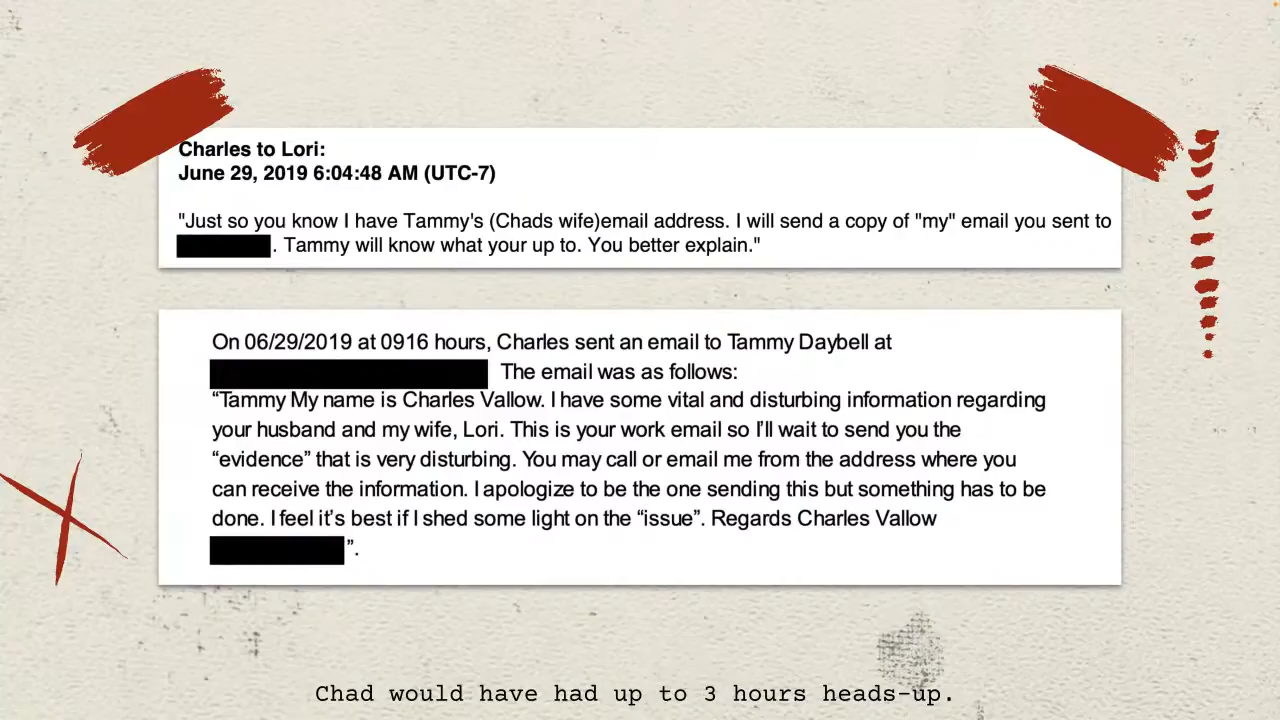 Charles to Lori:
June 29, 2019 6:04:48 AM (UTC-7)
"Just so you know I have Tammy's (Chads wife)email address. I will send a copy of "my" email you sent to
. Tammy will know what your up to. You better explain."
On 06/29/2019 at 0916 hours, Charles sent an email to Tammy Daybell at
The email was as follows:
“Tammy My name is Charles Vallow. I have some vital and disturbing information regarding
your husband and my wife, Lori. This is your work email so I’ll wait to send you the
“evidence” that is very disturbing. You may call or email me from the address where you
can receive the information. I apologize to be the one sending this but something has to be
done. I feel it’s best if I shed some light on the “issue”. Regards Charles Vallow
”.
Chad would have had up to 3 hours heads-up.